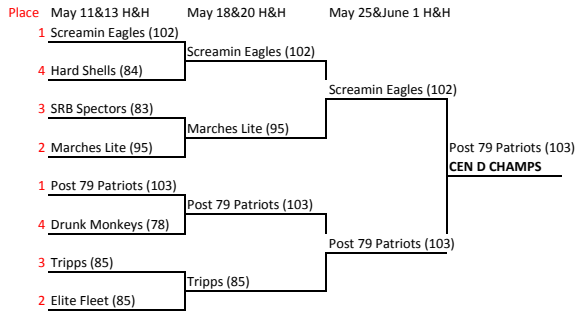 Place May 11&13 H&H May 18&20 H&H May 25&June 1 H&H
1 Screamin Eagles (102)
Screamin Eagles (102)
4 Hard Shells (84)
Screamin Eagles (102)
3 SRB Spectors (83)
Marches Lite (95)
2 Marches Lite (95)
Post 79 Patriots (103)
CEN D CHAMPS
1 Post 79 Patriots (103)
Post 79 Patriots (103)
4 Drunk Monkeys (78)
Post 79 Patriots (103)
3 Tripps (85)
Tripps (85)
2 Elite Fleet (85)